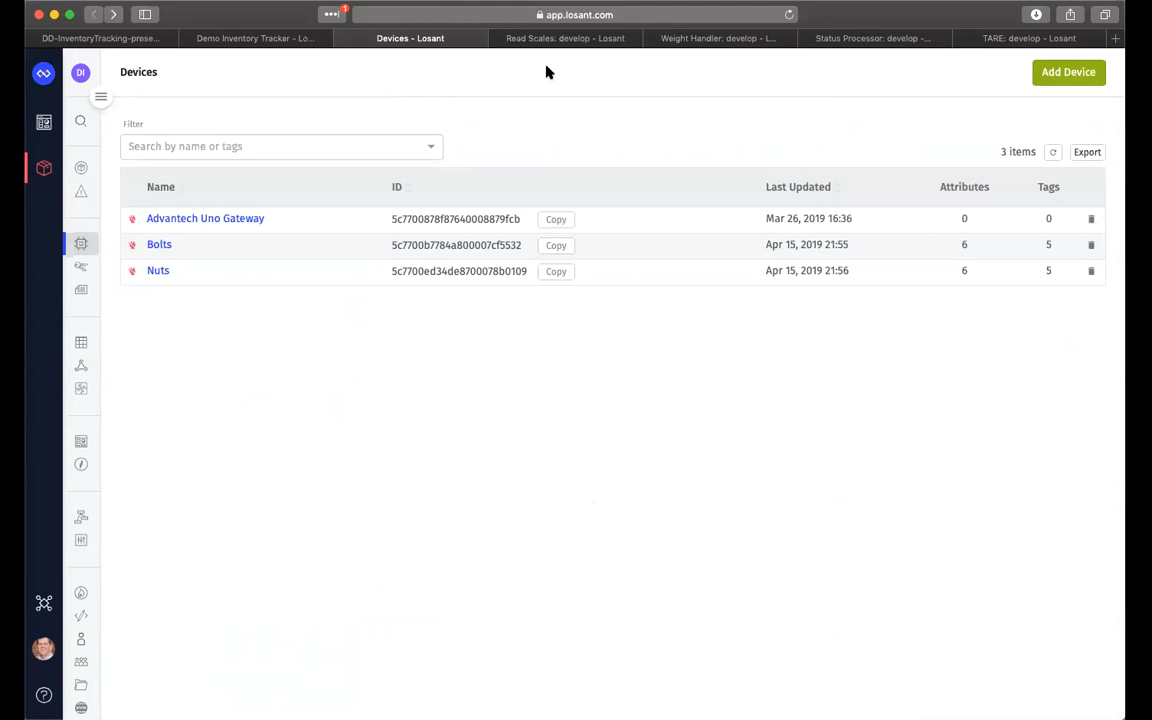 1
app.losant.com
DD-InventoryTracking-prese...
Demo Inventory Tracker - Lo...
Devices - Losant
Read Scales: develop - Losant
Weight Handler: develop - L...
Status Processor: develop -...
TARE: develop - Losant
DI
Devices
Add Device
Filter
Search by name or tags
3 items
Export
Name ID Last Updated Attributes Tags
Advantech Uno Gateway 5c7700878f87640008879fcb Copy Mar 26, 2019 16:36 0 0
Bolts 5c7700b7784a800007cf5532 Copy Apr 15, 2019 21:55 6 5
Nuts 5c7700ed34de8700078b0109 Copy Apr 15, 2019 21:56 6 5